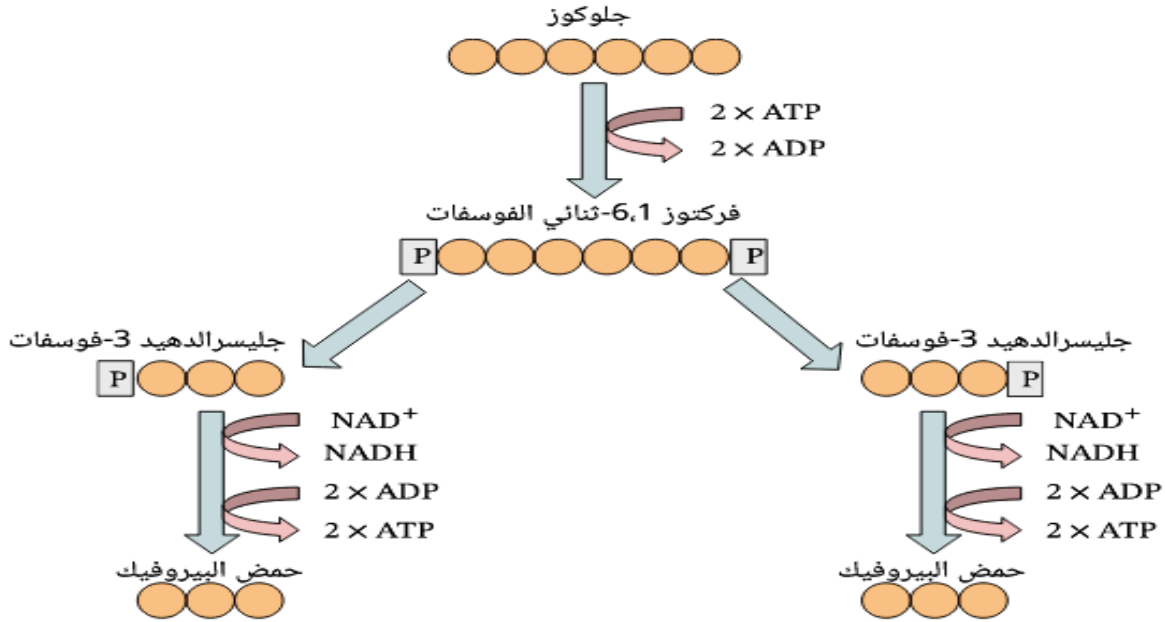 جلوكوز
2 × ATP
2 × ADP
فركتوز 6،1-ثنائي الفوسفات
P
P
جليسرالدهيد 3-فوسفات
P
NAD⁺
NADH
2 × ADP
2 × ATP
حمض البيروفيك
جليسرالدهيد 3-فوسفات
P
NAD⁺
NADH
2 × ADP
2 × ATP
حمض البيروفيك